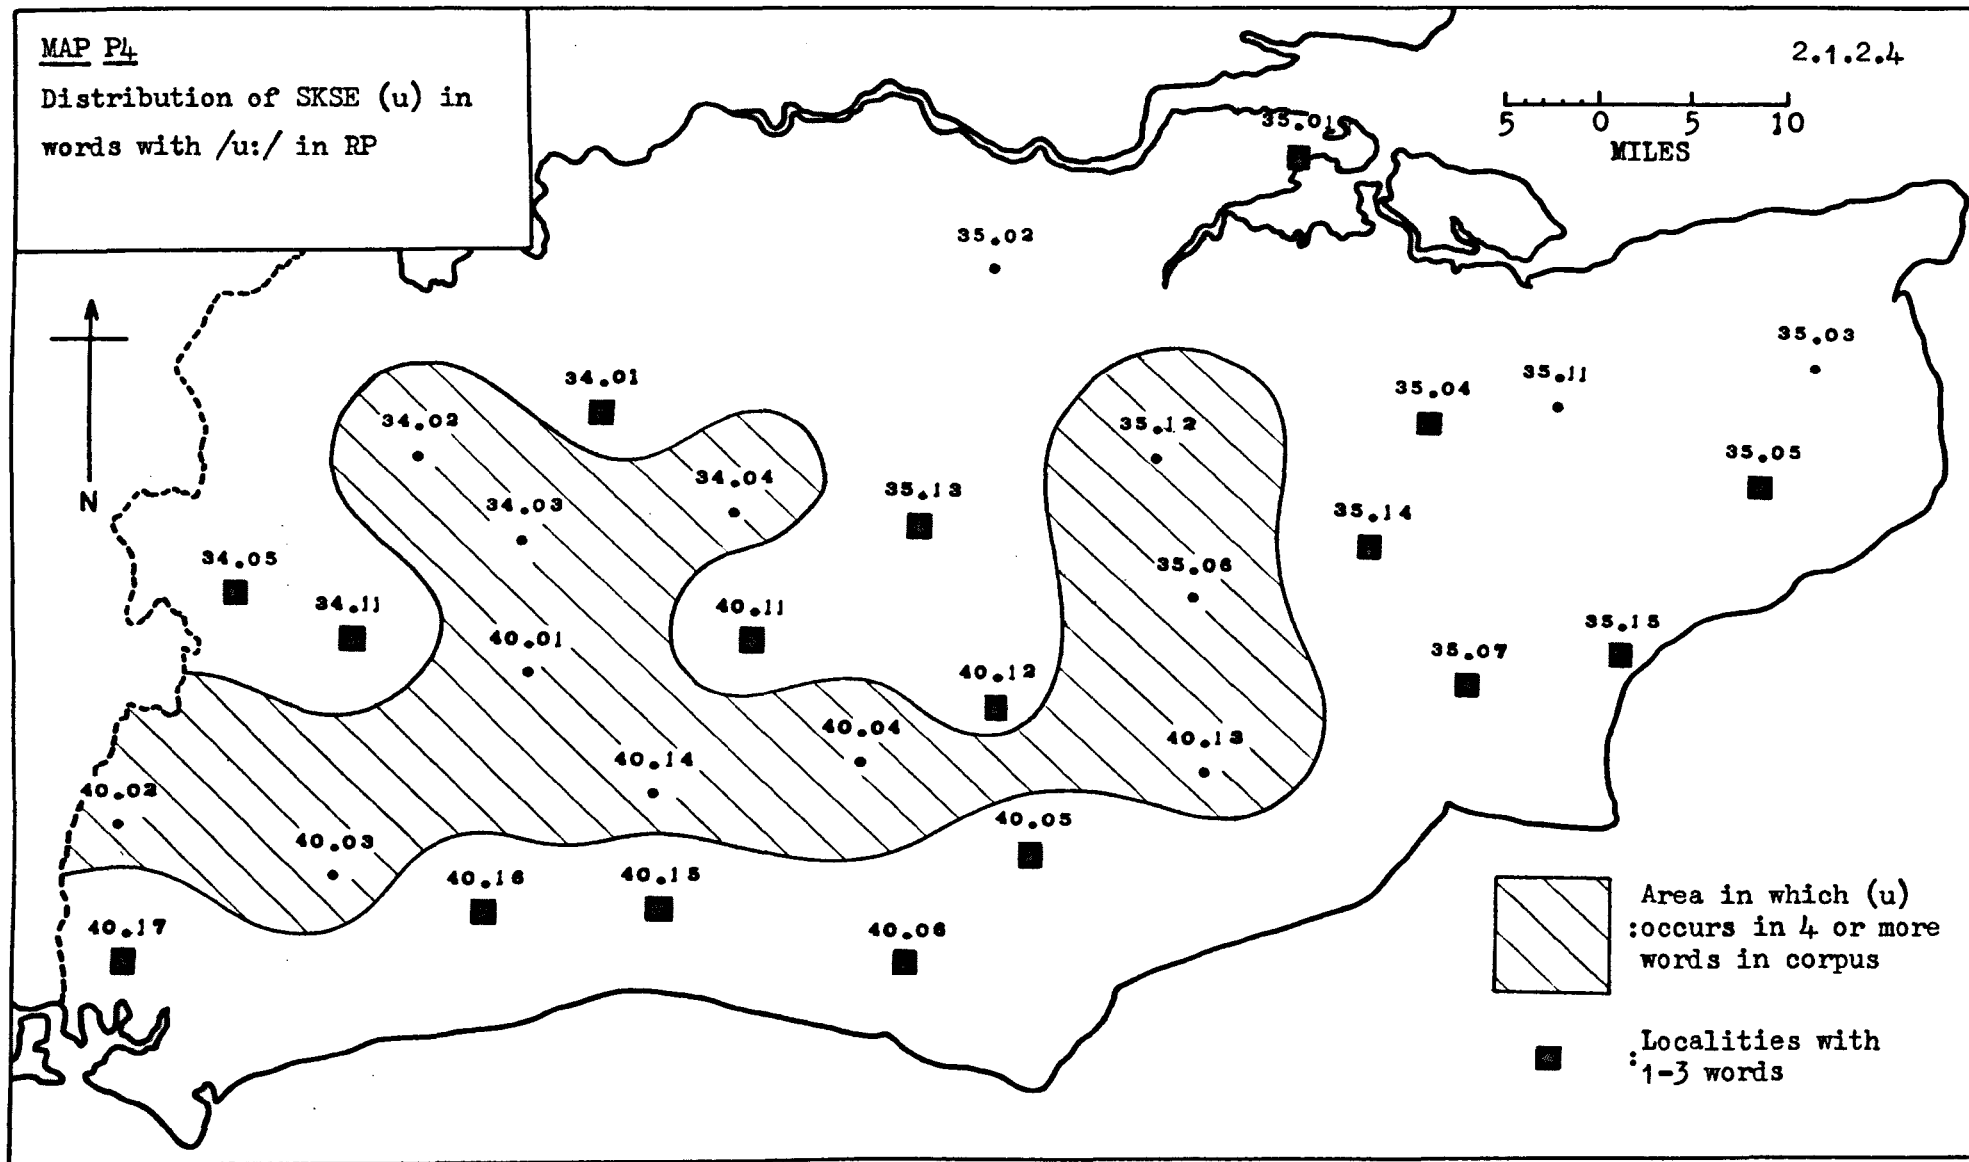 MAP P4
Distribution of SKSE (u) in
words with /u:/ in RP
2.1.2.4
5 0 5 10
MILES
35.01
35.02
35.03
34.01
35.04
35.11
34.02
35.12
35.05
34.04
35.13
34.03
35.14
34.05
35.06
34.11
40.11
40.01
35.15
35.07
40.12
40.04
40.13
40.14
40.02
40.05
40.03
40.16
40.15
40.17
40.06
N
Area in which (u)
:occurs in 4 or more
words in corpus
:Localities with
1-3 words